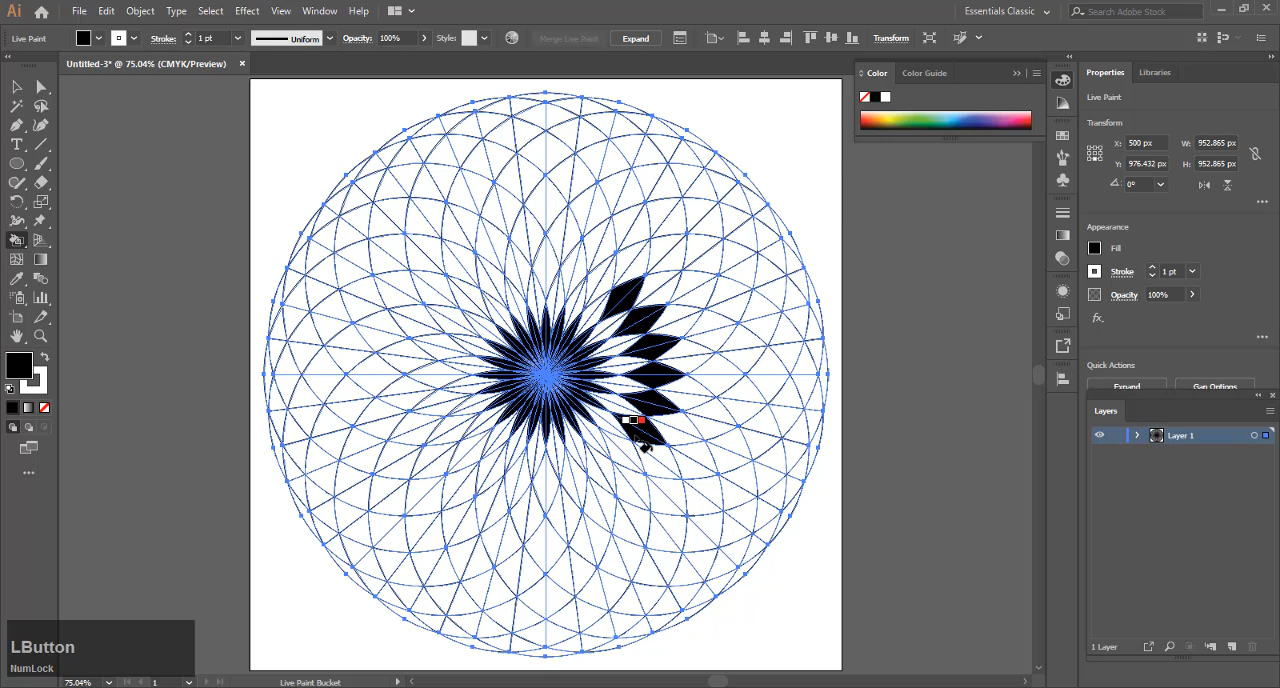 Ai File Edit Object Type Select Effect View Window Help Essentials Classic Search Adobe Stock
Live Paint Stroke: 1 pt Uniform Opacity: 100% Style: Merge Live Paint Expand Transform
Untitled-3* @ 75.04% (CMYK/Preview)
Color Color Guide
Properties Libraries
Live Paint
Transform
X: 500 px W: 952.865 px
Y: 976.432 px H: 952.865 px
0°
Appearance
Fill
Stroke 1 pt
Opacity 100%
fx.
Quick Actions
Expand Gap Options
Layers
Layer 1
1 Layer
LButton
NumLock
75.04% 1 Live Paint Bucket